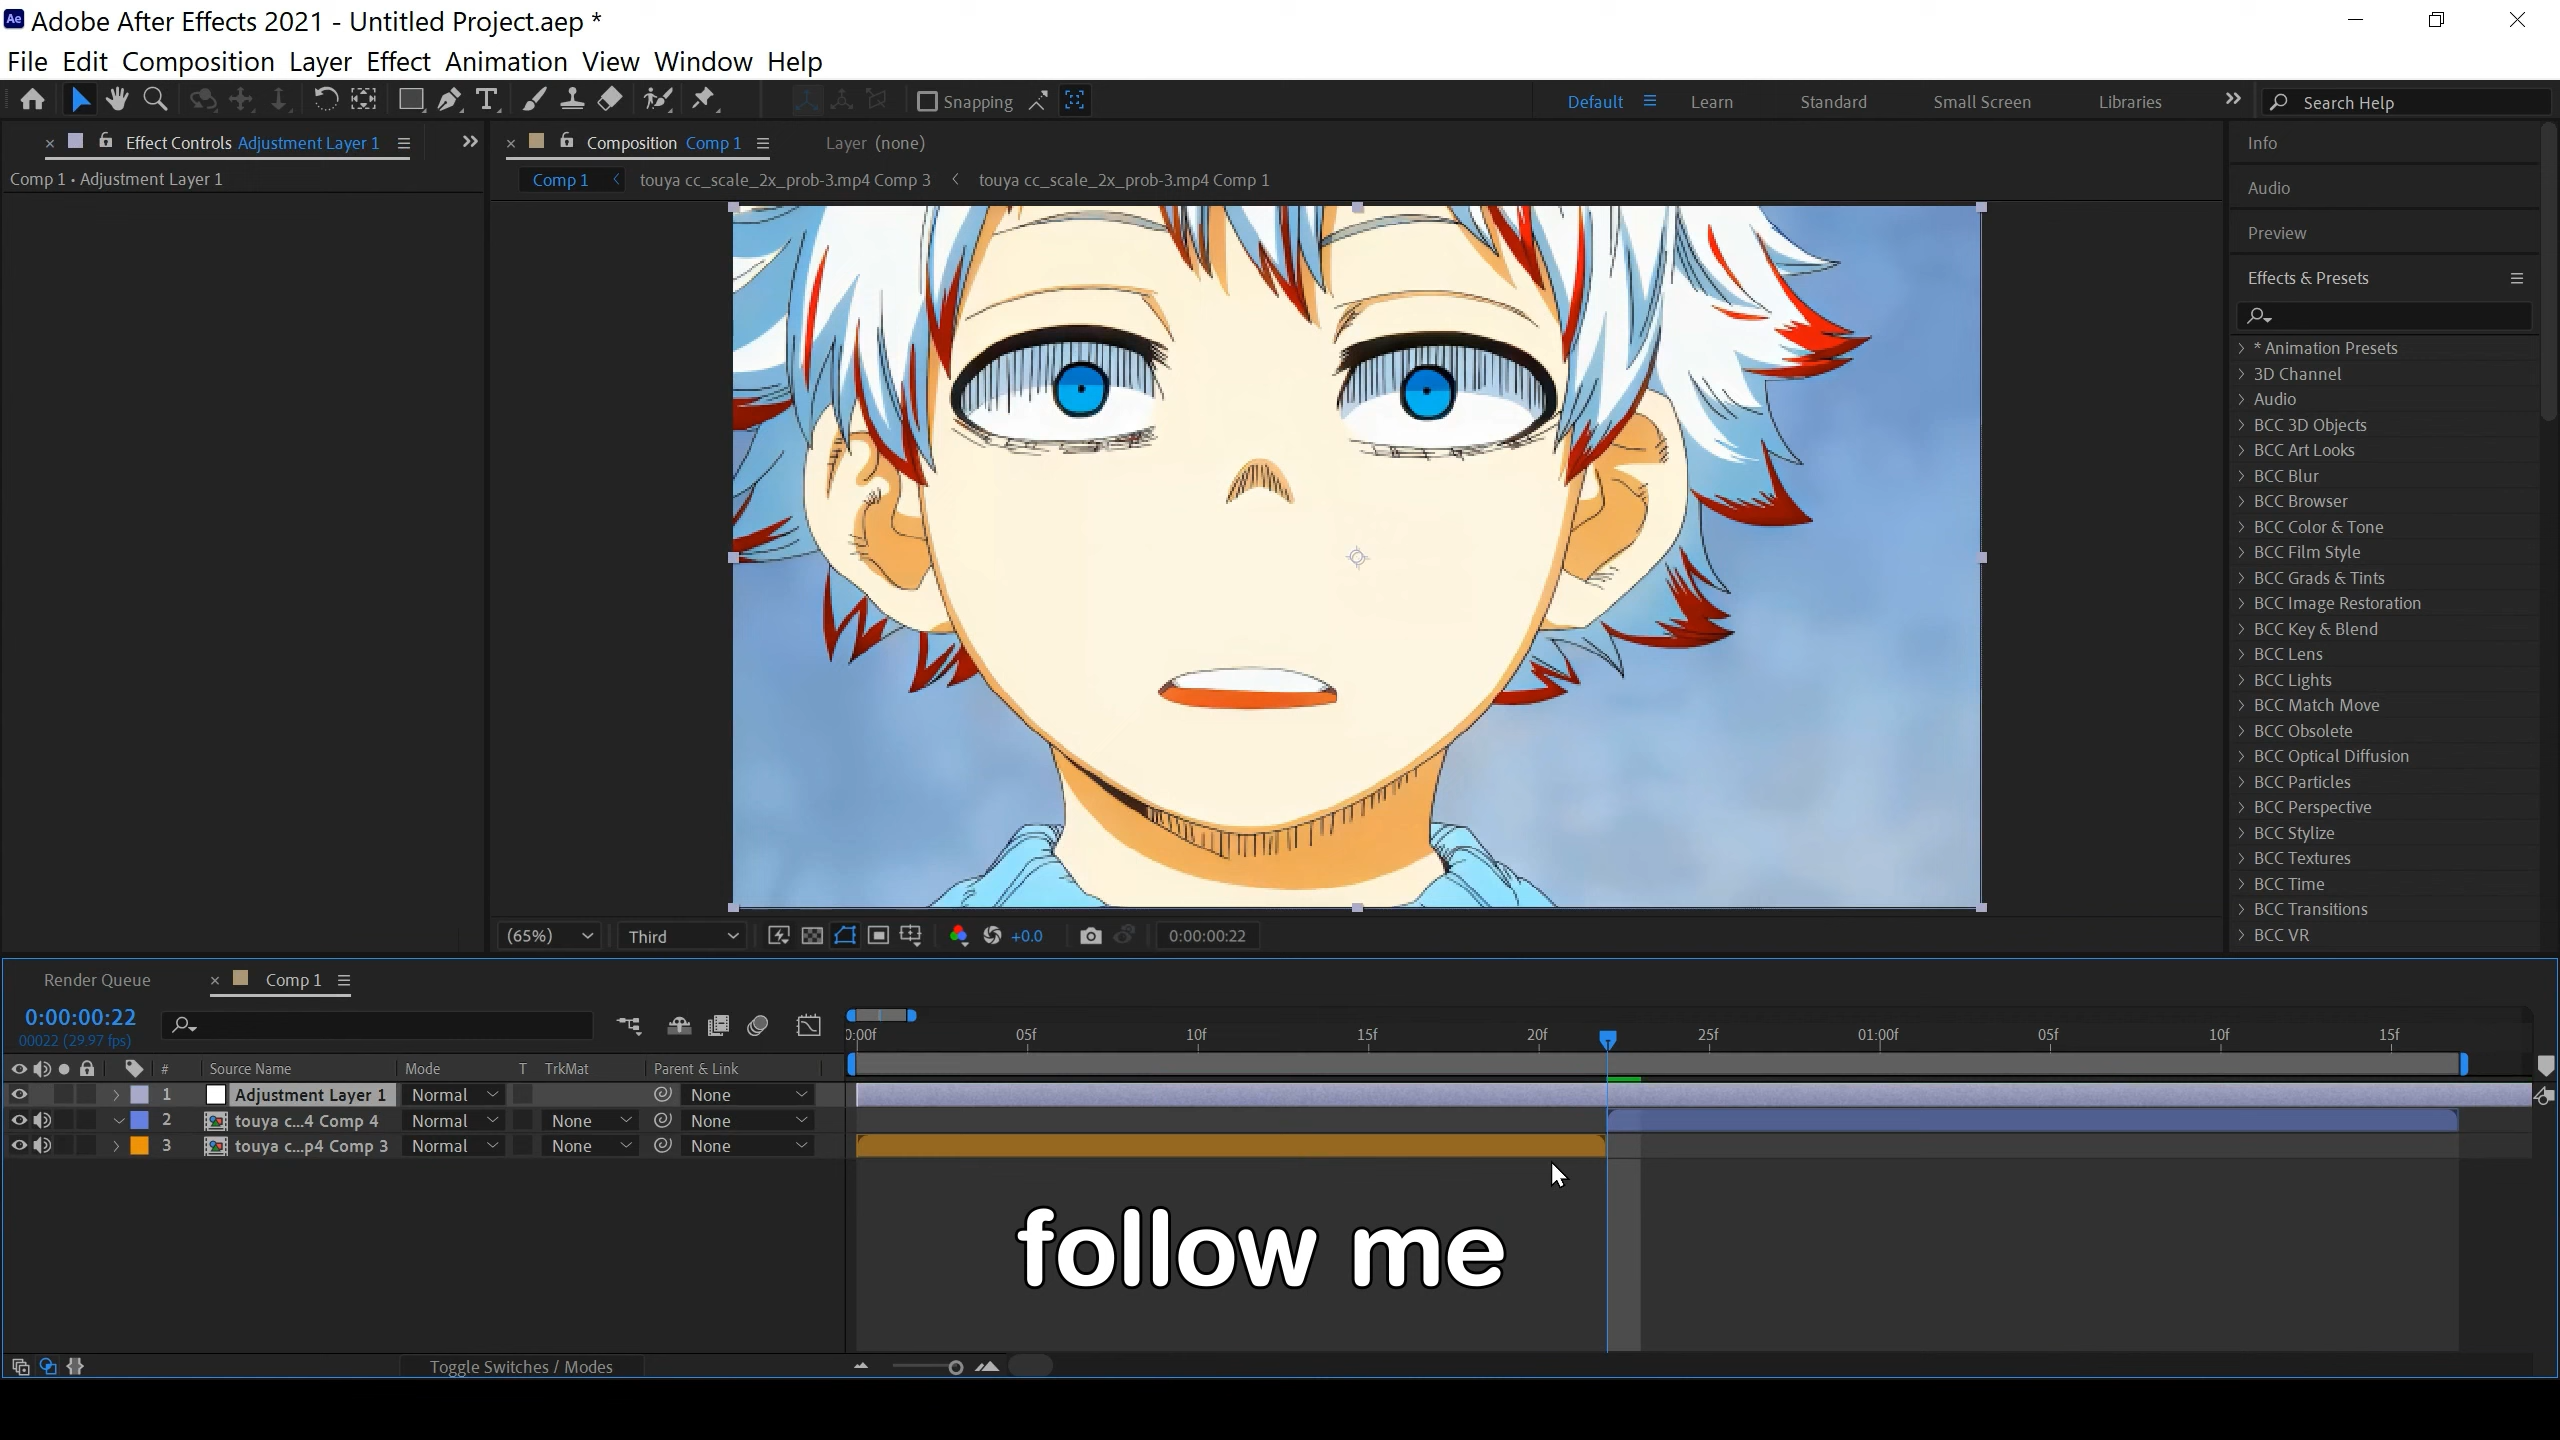 Ae Adobe After Effects 2021 - Untitled Project.aep *
File Edit Composition Layer Effect Animation View Window Help
Snapping
Default Learn Standard Small Screen Libraries Search Help
Effect Controls Adjustment Layer 1
Composition Comp 1
Layer (none)
Comp 1 • Adjustment Layer 1
Comp 1 touya cc_scale_2x_prob-3.mp4 Comp 3 touya cc_scale_2x_prob-3.mp4 Comp 1
Info
Audio
Preview
Effects & Presets
* Animation Presets
3D Channel
Audio
BCC 3D Objects
BCC Art Looks
BCC Blur
BCC Browser
BCC Color & Tone
BCC Film Style
BCC Grads & Tints
BCC Image Restoration
BCC Key & Blend
BCC Lens
BCC Lights
BCC Match Move
BCC Obsolete
BCC Optical Diffusion
BCC Particles
BCC Perspective
BCC Stylize
BCC Textures
BCC Time
BCC Transitions
BCC VR
(65%) Third +0.0 0:00:00:22
Render Queue Comp 1
0:00:00:22
00022 (29.97 fps)
0:00f 05f 10f 15f 20f 25f 01:00f 05f 10f 15f
# Source Name Mode T TrkMat Parent & Link
1 Adjustment Layer 1 Normal None
2 touya c...4 Comp 4 Normal None None
3 touya c...p4 Comp 3 Normal None None
follow me
Toggle Switches / Modes